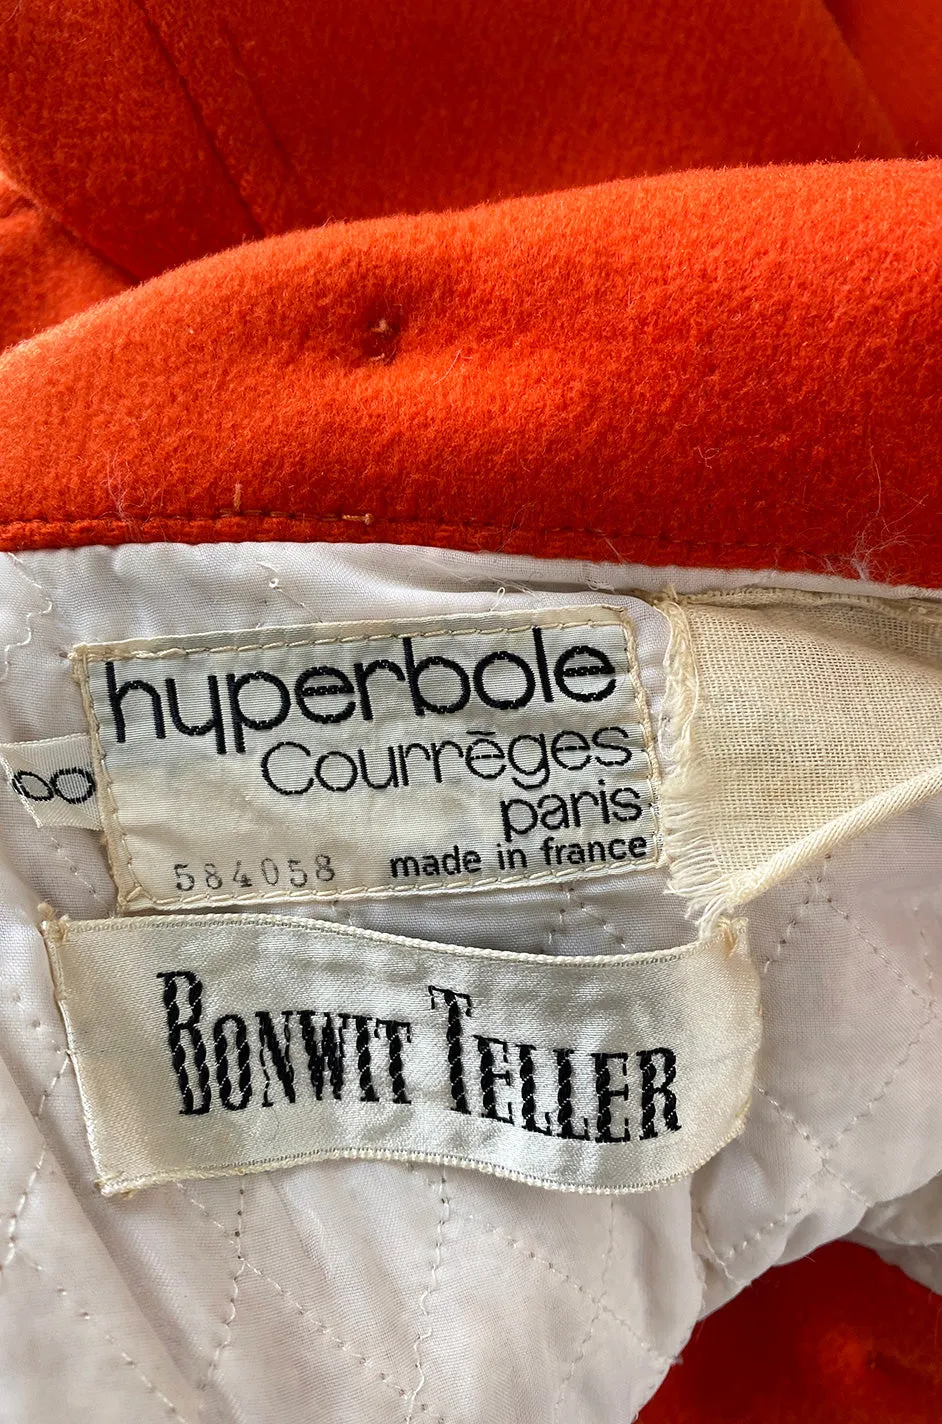 hyperbole
Courrēges
paris
made in france
584058
BONWIT TELLER